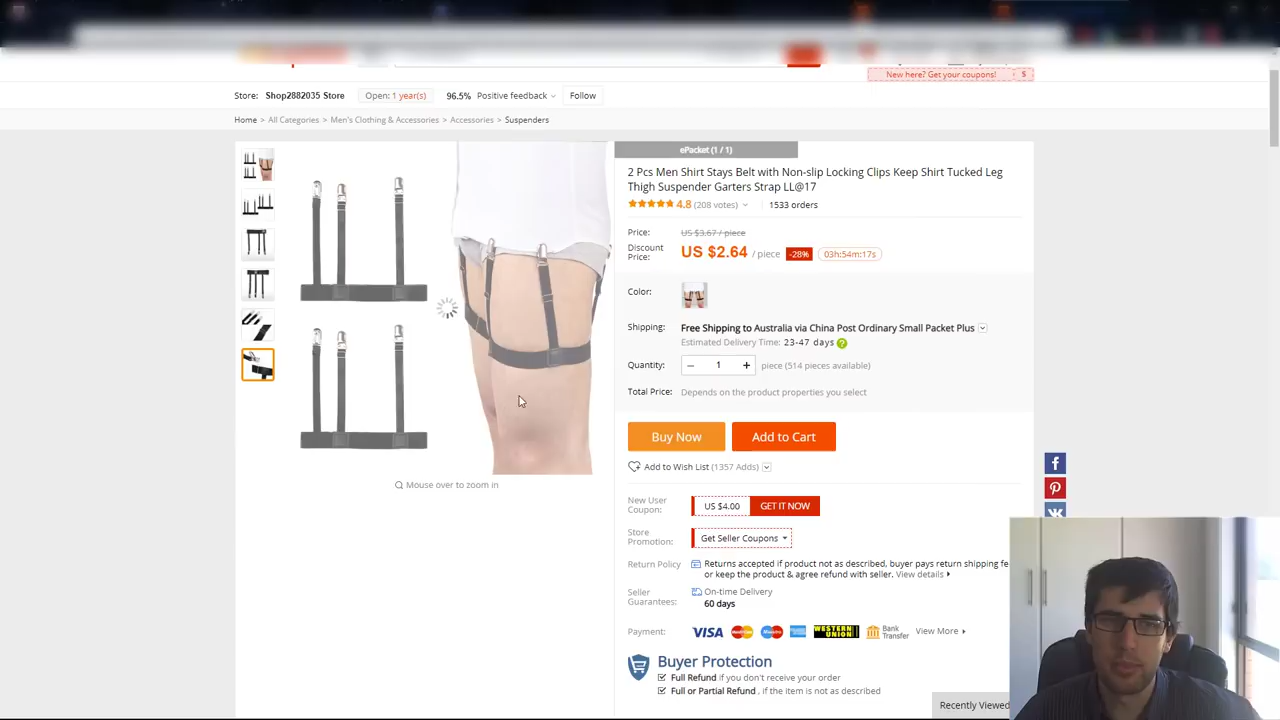 New here? Get your coupons! $
Store: Shop2882035 Store Open: 1 year(s) 96.5% Positive feedback Follow
Home > All Categories > Men's Clothing & Accessories > Accessories > Suspenders
ePacket (1 / 1)
2 Pcs Men Shirt Stays Belt with Non-slip Locking Clips Keep Shirt Tucked Leg
Thigh Suspender Garters Strap LL@17
4.8 (208 votes) 1533 orders
Price: US $3.67 / piece
Discount
Price: US $2.64 / piece -28% 03h:54m:17s
Color:
Shipping: Free Shipping to Australia via China Post Ordinary Small Packet Plus
Estimated Delivery Time: 23-47 days ?
Quantity: – 1 + piece (514 pieces available)
Total Price: Depends on the product properties you select
Buy Now Add to Cart
Add to Wish List (1357 Adds)
Mouse over to zoom in
New User
Coupon: US $4.00 GET IT NOW
Store
Promotion: Get Seller Coupons
Return Policy Returns accepted if product not as described, buyer pays return shipping fe
or keep the product & agree refund with seller. View details
Seller
Guarantees: On-time Delivery
60 days
Payment: VISA WESTERN UNION Bank Transfer View More
Buyer Protection
Full Refund if you don't receive your order
Full or Partial Refund , if the item is not as described
Recently Viewed